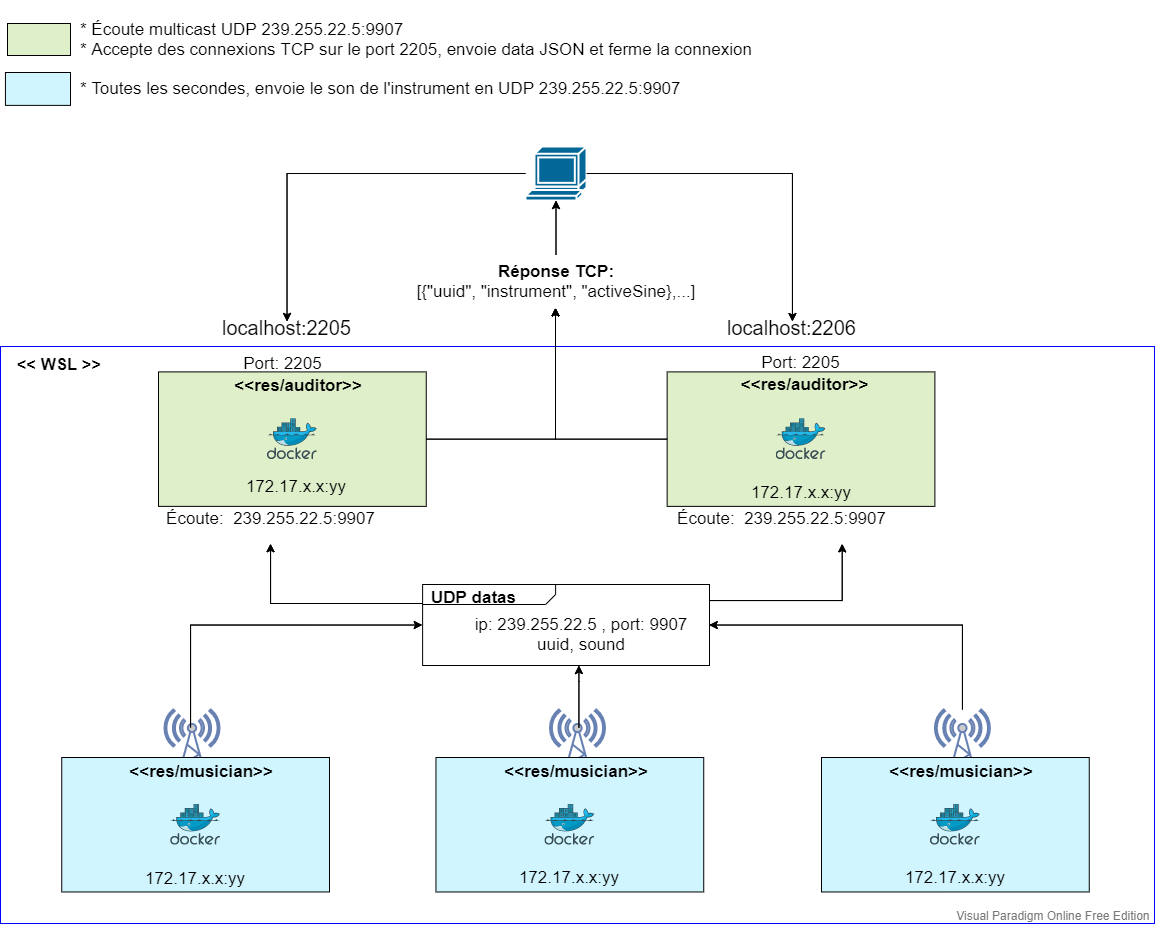 * Écoute multicast UDP 239.255.22.5:9907
* Accepte des connexions TCP sur le port 2205, envoie data JSON et ferme la connexion
* Toutes les secondes, envoie le son de l'instrument en UDP 239.255.22.5:9907
Réponse TCP:
[{"uuid", "instrument", "activeSine},...]
localhost:2205
localhost:2206
<< WSL >>
Port: 2205
Port: 2205
<<res/auditor>>
<<res/auditor>>
docker
docker
172.17.x.x:yy
172.17.x.x:yy
Écoute: 239.255.22.5:9907
Écoute: 239.255.22.5:9907
UDP datas
ip: 239.255.22.5 , port: 9907
uuid, sound
<<res/musician>>
<<res/musician>>
<<res/musician>>
docker
docker
docker
172.17.x.x:yy
172.17.x.x:yy
172.17.x.x:yy
Visual Paradigm Online Free Edition